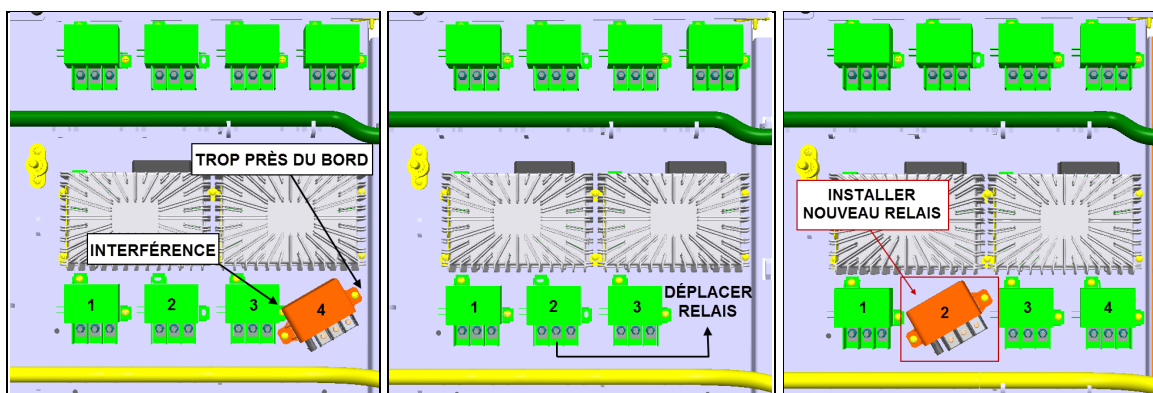 TROP PRÈS DU BORD
INTERFÉRENCE
1
2
3
4
1
2
3
DÉPLACER
RELAIS
INSTALLER
NOUVEAU RELAIS
1
2
3
4